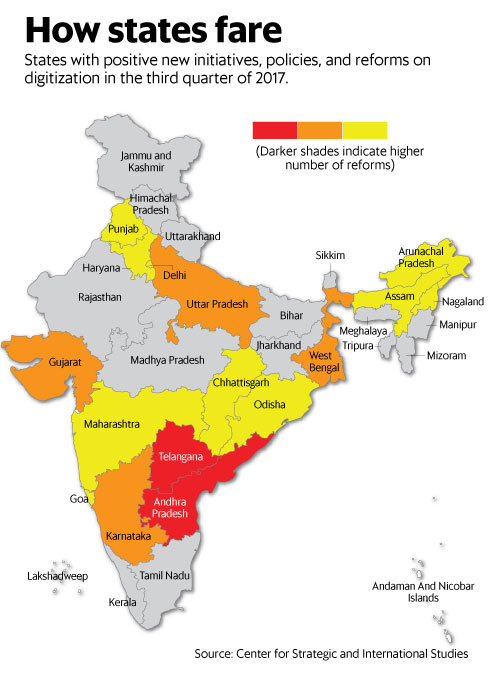 How states fare
States with positive new initiatives, policies, and reforms on
digitization in the third quarter of 2017.
(Darker shades indicate higher
number of reforms)
Jammu and
Kashmir
Himachal
Pradesh
Punjab
Uttarakhand
Haryana
Delhi
Rajasthan
Uttar Pradesh
Sikkim
Arunachal
Pradesh
Assam
Nagaland
Bihar
Meghalaya
Manipur
Tripura
Mizoram
Jharkhand
Gujarat
Madhya Pradesh
West
Bengal
Chhattisgarh
Odisha
Maharashtra
Telangana
Goa
Andhra
Pradesh
Karnataka
Lakshadweep
Tamil Nadu
Kerala
Andaman And Nicobar
Islands
Source: Center for Strategic and International Studies